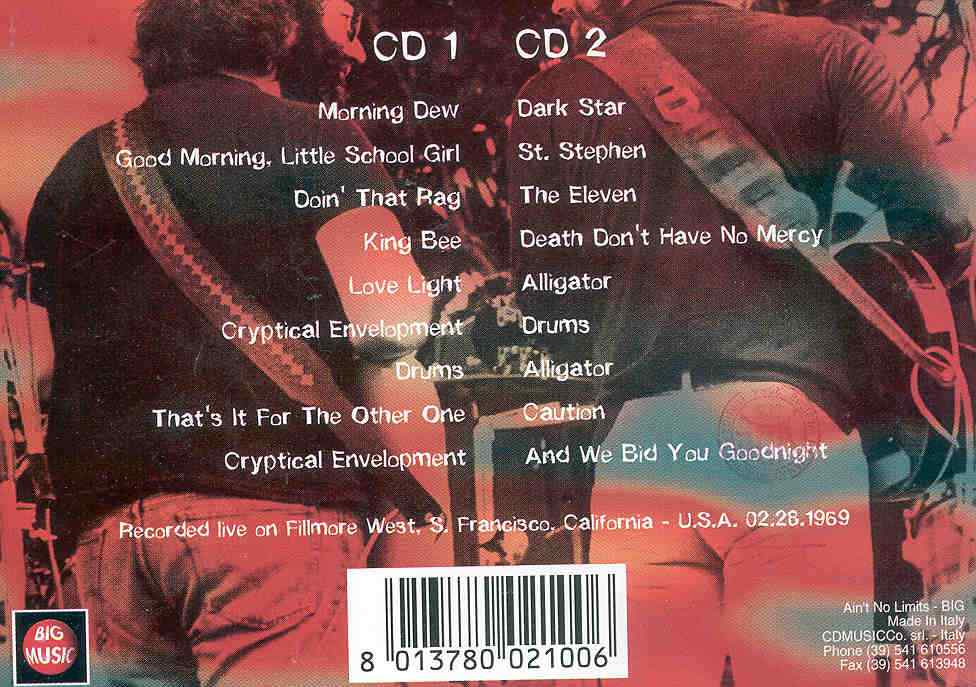 CD 1
Morning Dew
Good Morning, Little School Girl
Doin' That Rag
King Bee
Love Light
Cryptical Envelopment
Drums
That's It For The Other One
Cryptical Envelopment
CD 2
Dark Star
St. Stephen
The Eleven
Death Don't Have No Mercy
Alligator
Drums
Alligator
Caution
And We Bid You Goodnight
Recorded live on Fillmore West, S. Francisco, California - U.S.A. 02.28.1969
BIG
MUSIC
8 013780 021006
Ain't No Limits - BIG
Made In Italy
CDMUSICCo. srl. - Italy
Phone (39) 541 610556
Fax (39) 541 613948